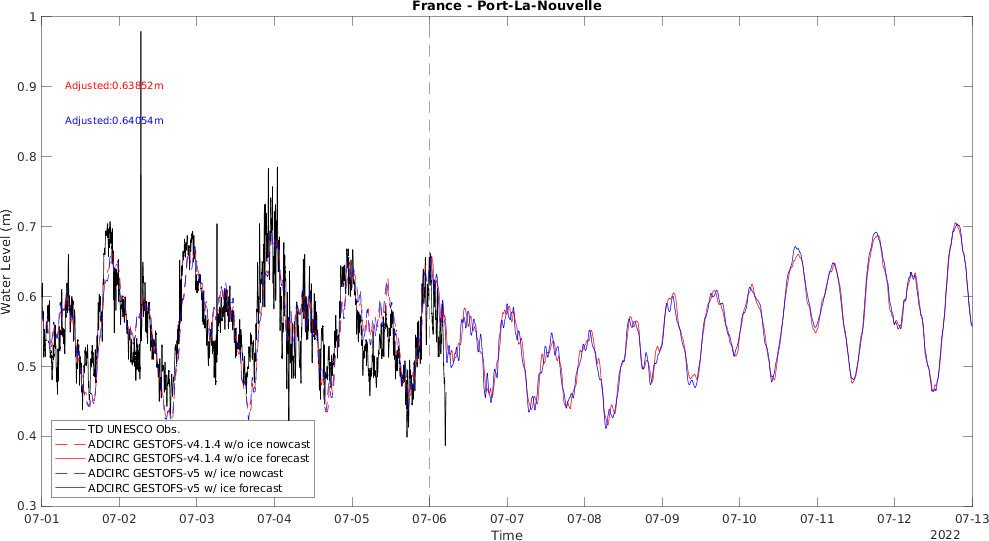 France - Port-La-Nouvelle
Water Level (m)
1
0.9
0.8
0.7
0.6
0.5
0.4
0.3
Adjusted:0.63852m
Adjusted:0.64054m
TD UNESCO Obs.
ADCIRC GESTOFS-v4.1.4 w/o ice nowcast
ADCIRC GESTOFS-v4.1.4 w/o ice forecast
ADCIRC GESTOFS-v5 w/ ice nowcast
ADCIRC GESTOFS-v5 w/ ice forecast
07-01 07-02 07-03 07-04 07-05 07-06 07-07 07-08 07-09 07-10 07-11 07-12 07-13
Time
2022